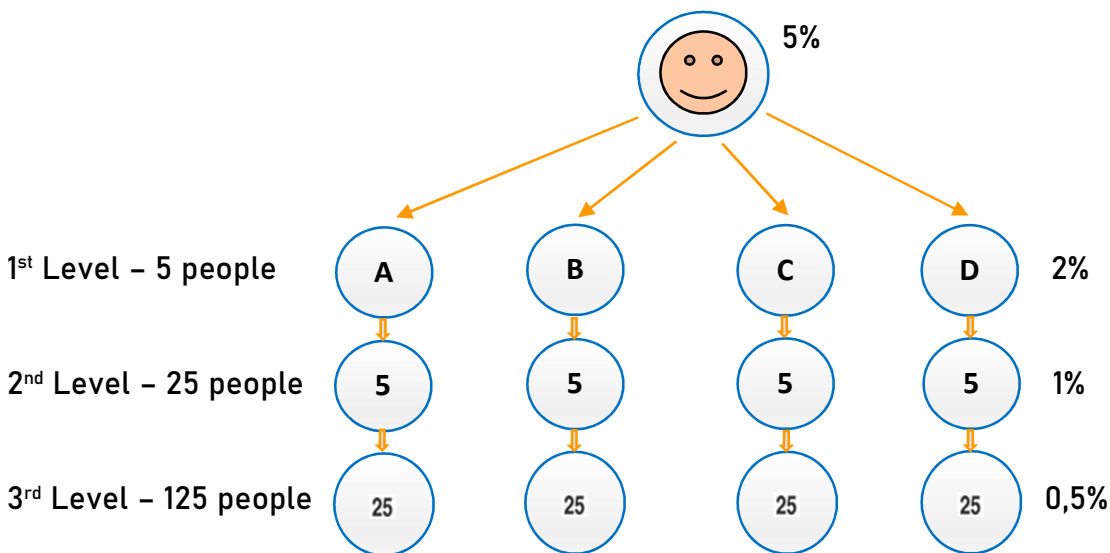 5%
1st Level – 5 people A B C D 2%
2nd Level – 25 people 5 5 5 5 1%
3rd Level – 125 people 25 25 25 25 0,5%